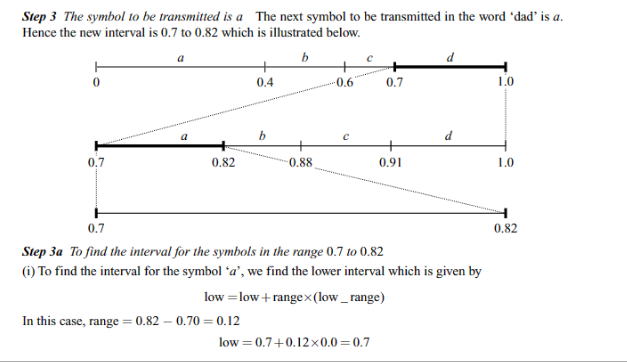 Step 3 The symbol to be transmitted is a The next symbol to be transmitted in the word ‘dad’ is a.
Hence the new interval is 0.7 to 0.82 which is illustrated below.
a b c d
0 0.4 0.6 0.7 1.0
a b c d
0.7 0.82 0.88 0.91 1.0
0.7 0.82
Step 3a To find the interval for the symbols in the range 0.7 to 0.82
(i) To find the interval for the symbol ‘a’, we find the lower interval which is given by
low =low+range×(low _ range)
In this case, range = 0.82 – 0.70 = 0.12
low = 0.7+0.12×0.0 = 0.7